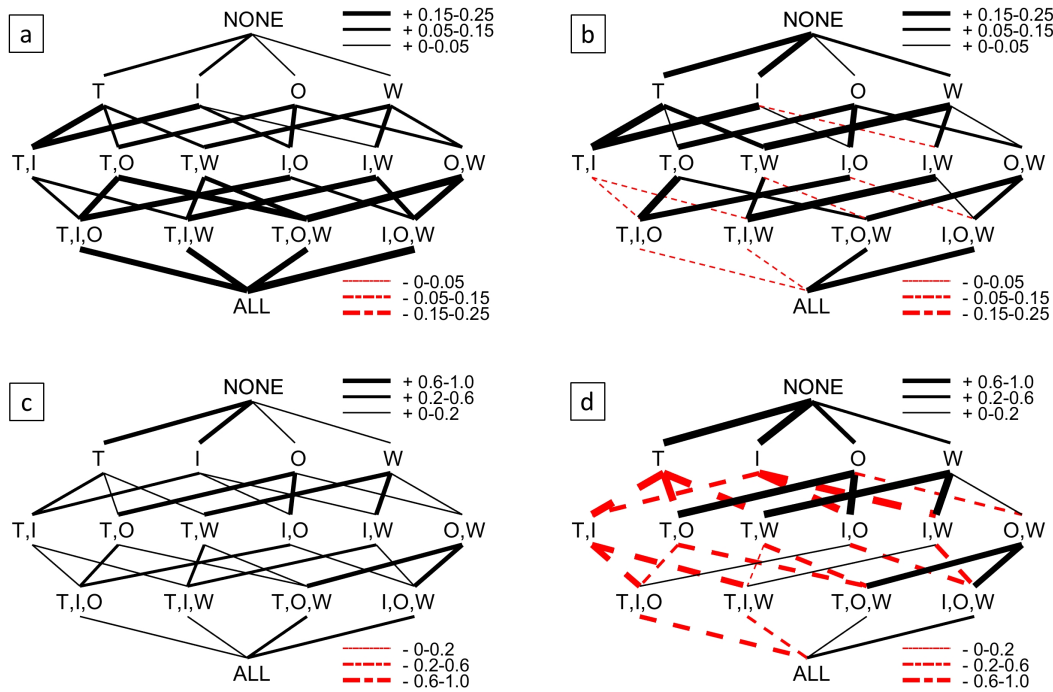 a
NONE
+ 0.15-0.25
+ 0.05-0.15
+ 0-0.05
T I O W
T,I T,O T,W I,O I,W O,W
T,I,O T,I,W T,O,W I,O,W
ALL
- 0-0.05
- 0.05-0.15
- 0.15-0.25
b
NONE
+ 0.15-0.25
+ 0.05-0.15
+ 0-0.05
T I O W
T,I T,O T,W I,O I,W O,W
T,I,O T,I,W T,O,W I,O,W
ALL
- 0-0.05
- 0.05-0.15
- 0.15-0.25
c
NONE
+ 0.6-1.0
+ 0.2-0.6
+ 0-0.2
T I O W
T,I T,O T,W I,O I,W O,W
T,I,O T,I,W T,O,W I,O,W
ALL
- 0-0.2
- 0.2-0.6
- 0.6-1.0
d
NONE
+ 0.6-1.0
+ 0.2-0.6
+ 0-0.2
T I O W
T,I T,O T,W I,O I,W O,W
T,I,O T,I,W T,O,W I,O,W
ALL
- 0-0.2
- 0.2-0.6
- 0.6-1.0